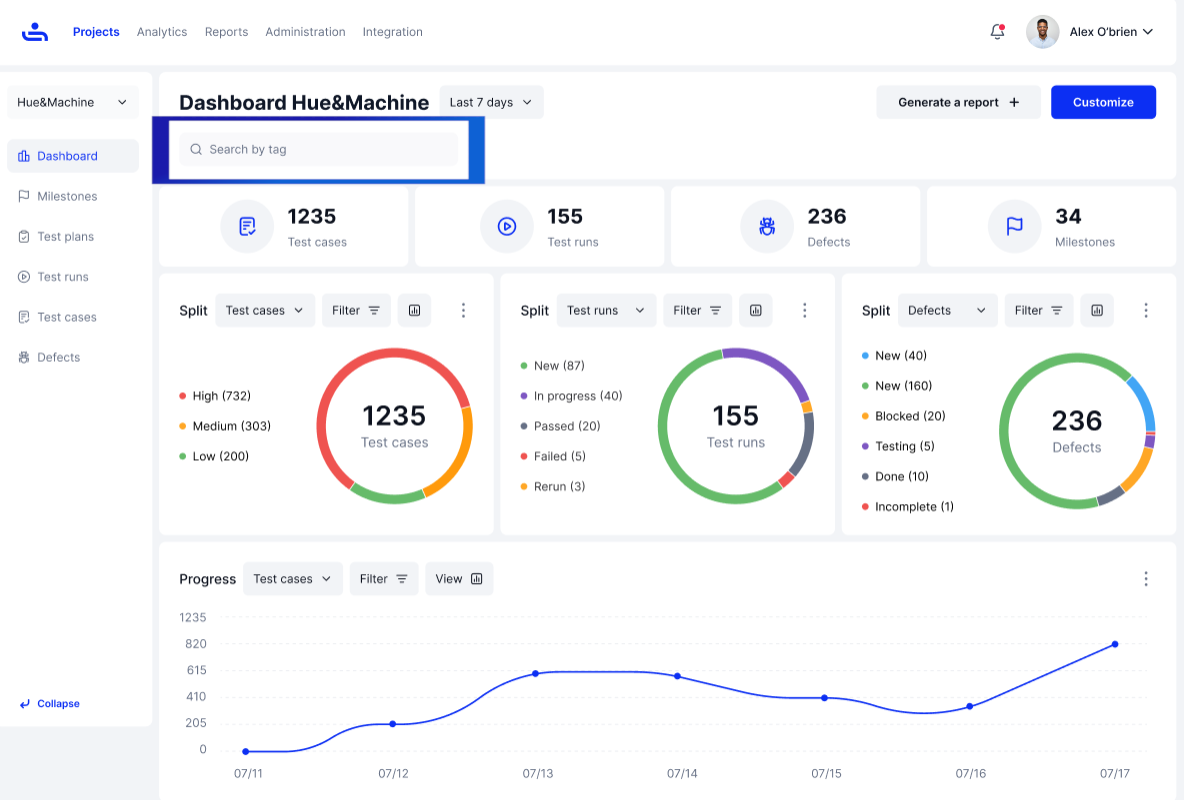 Projects Analytics Reports Administration Integration Alex O'brien
Hue&Machine
Dashboard Hue&Machine Last 7 days Generate a report + Customize
Search by tag
Dashboard
Milestones
Test plans
Test runs
Test cases
Defects
Collapse
1235
Test cases
155
Test runs
236
Defects
34
Milestones
Split Test cases Filter
High (732)
Medium (303)
Low (200)
1235
Test cases
Split Test runs Filter
New (87)
In progress (40)
Passed (20)
Failed (5)
Rerun (3)
155
Test runs
Split Defects Filter
New (40)
New (160)
Blocked (20)
Testing (5)
Done (10)
Incomplete (1)
236
Defects
Progress Test cases Filter View
1235
820
615
410
205
0
07/11 07/12 07/13 07/14 07/15 07/16 07/17